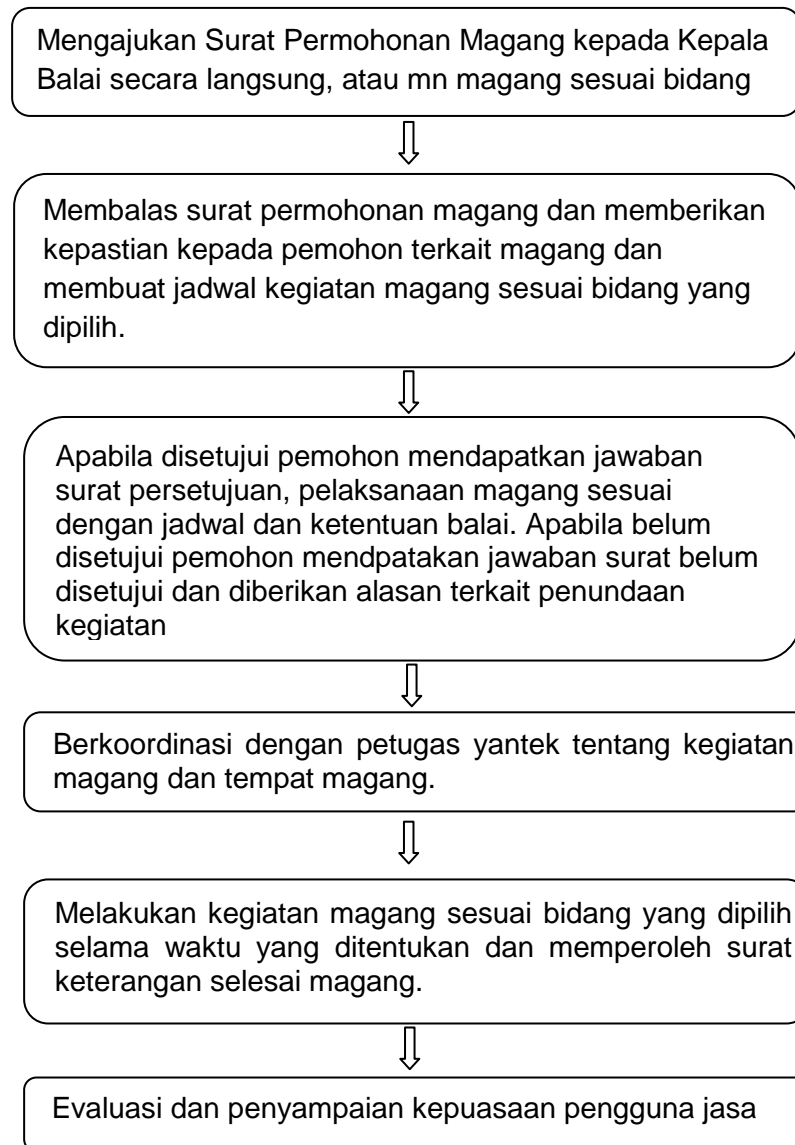 Mengajukan Surat Permohonan Magang kepada Kepala
Balai secara langsung, atau mn magang sesuai bidang
Membalas surat permohonan magang dan memberikan
kepastian kepada pemohon terkait magang dan
membuat jadwal kegiatan magang sesuai bidang yang
dipilih.
Apabila disetujui pemohon mendapatkan jawaban
surat persetujuan, pelaksanaan magang sesuai
dengan jadwal dan ketentuan balai. Apabila belum
disetujui pemohon mendpatakan jawaban surat belum
disetujui dan diberikan alasan terkait penundaan
kegiatan
Berkoordinasi dengan petugas yantek tentang kegiatan
magang dan tempat magang.
Melakukan kegiatan magang sesuai bidang yang dipilih
selama waktu yang ditentukan dan memperoleh surat
keterangan selesai magang.
Evaluasi dan penyampaian kepuasaan pengguna jasa